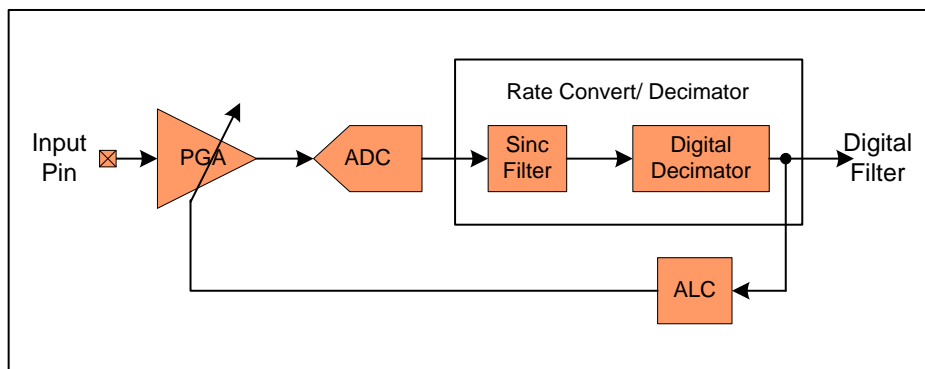 Rate Convert/ Decimator
Input
Pin
PGA
ADC
Sinc
Filter
Digital
Decimator
Digital
Filter
ALC